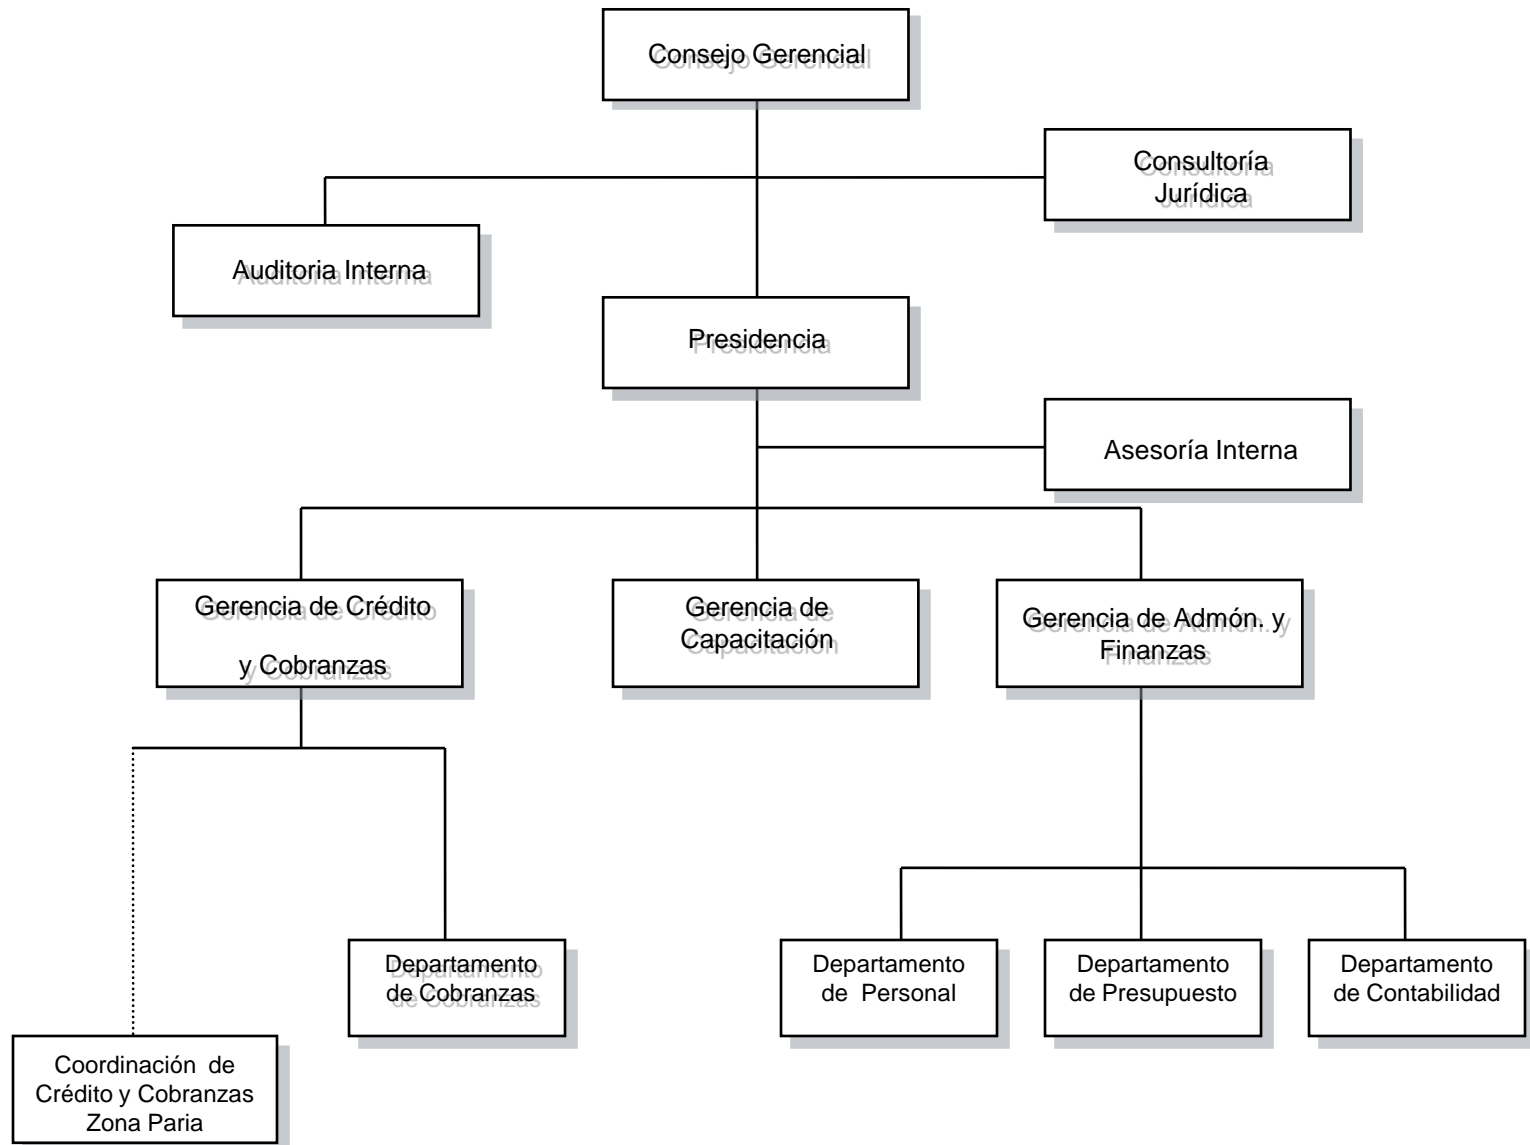 Consejo Gerencial
Consultoría
Jurídica
Auditoria Interna
Presidencia
Asesoría Interna
Gerencia de Crédito
y Cobranzas
Gerencia de
Capacitación
Gerencia de Admón. y
Finanzas
Departamento
de Cobranzas
Departamento
de Personal
Departamento
de Presupuesto
Departamento
de Contabilidad
Coordinación de
Crédito y Cobranzas
Zona Paria